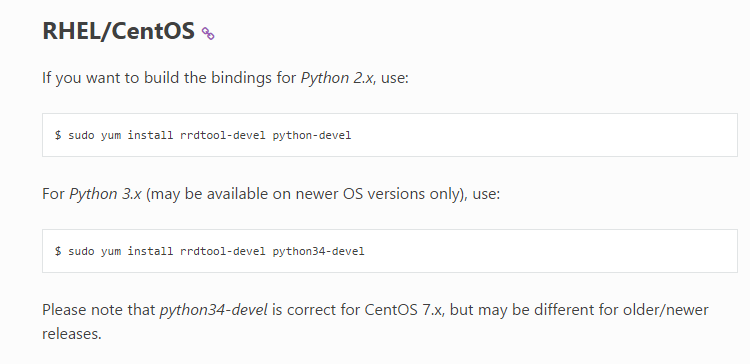 RHEL/CentOS
If you want to build the bindings for Python 2.x, use:
$ sudo yum install rrdtool-devel python-devel
For Python 3.x (may be available on newer OS versions only), use:
$ sudo yum install rrdtool-devel python34-devel
Please note that python34-devel is correct for CentOS 7.x, but may be different for older/newer
releases.